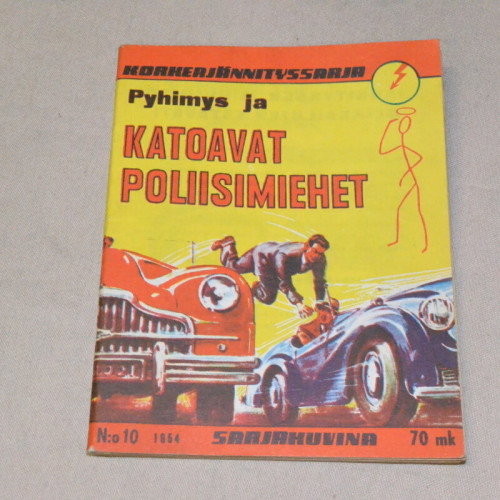 KORKEAJÄNNITYSSARJA
Pyhimys ja
KATOAVAT
POLIISIMIEHET
N:o 10 1954 SARJAKUVINA 70 mk